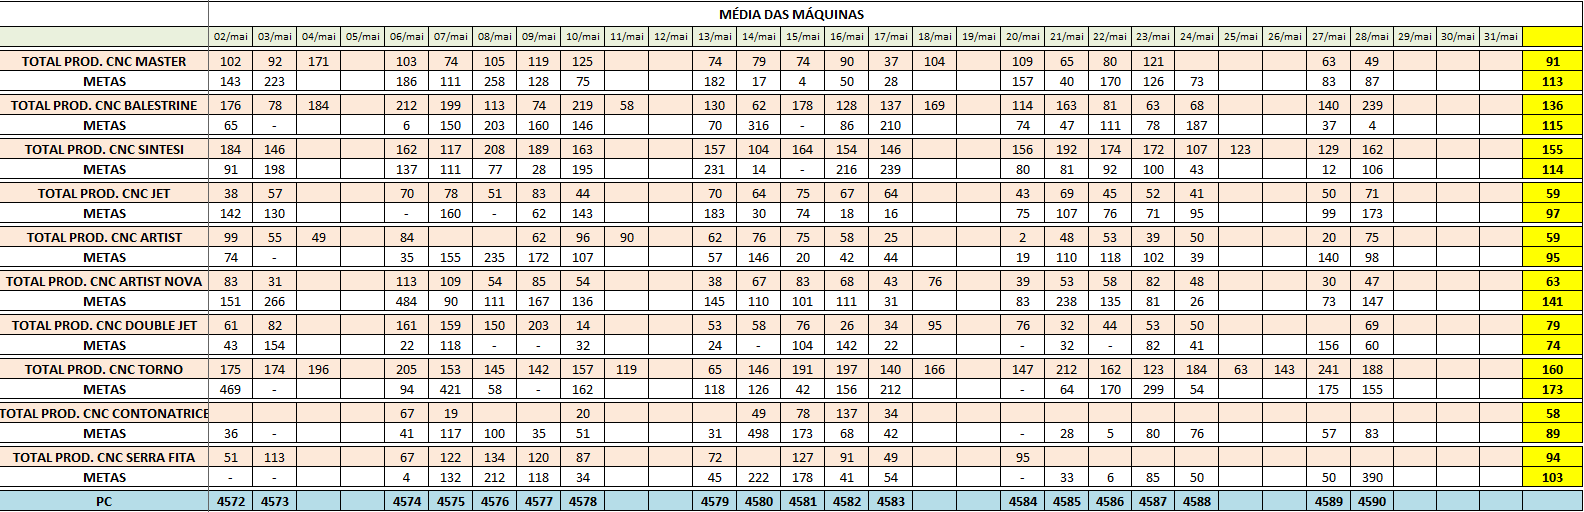 MÉDIA DAS MÁQUINAS
02/mai 03/mai 04/mai 05/mai 06/mai 07/mai 08/mai 09/mai 10/mai 11/mai 12/mai 13/mai 14/mai 15/mai 16/mai 17/mai 18/mai 19/mai 20/mai 21/mai 22/mai 23/mai 24/mai 25/mai 26/mai 27/mai 28/mai 29/mai 30/mai 31/mai
TOTAL PROD. CNC MASTER 102 92 171 103 74 105 119 125 74 79 74 90 37 104 109 65 80 121 63 49 91
METAS 143 223 186 111 258 128 75 182 17 4 50 28 157 40 170 126 73 83 87 113
TOTAL PROD. CNC BALESTRINE 176 78 184 212 199 113 74 219 58 130 62 178 128 137 169 114 163 81 63 68 140 239 136
METAS 65 - 6 150 203 160 146 70 316 - 86 210 74 47 111 78 187 37 4 115
TOTAL PROD. CNC SINTESI 184 146 162 117 208 189 163 157 104 164 154 146 156 192 174 172 107 123 129 162 155
METAS 91 198 137 111 77 28 195 231 14 - 216 239 80 81 92 100 43 12 106 114
TOTAL PROD. CNC JET 38 57 70 78 51 83 44 70 64 75 67 64 43 69 45 52 41 50 71 59
METAS 142 130 - 160 - 62 143 183 30 74 18 16 75 107 76 71 95 99 173 97
TOTAL PROD. CNC ARTIST 99 55 49 84 62 96 90 62 76 75 58 25 2 48 53 39 50 20 75 59
METAS 74 - 35 155 235 172 107 57 146 20 42 44 19 110 118 102 39 140 98 95
TOTAL PROD. CNC ARTIST NOVA 83 31 113 109 54 85 54 38 67 83 68 43 76 39 53 58 82 48 30 47 63
METAS 151 266 484 90 111 167 136 145 110 101 111 31 83 238 135 81 26 73 147 141
TOTAL PROD. CNC DOUBLE JET 61 82 161 159 150 203 14 53 58 76 26 34 95 76 32 44 53 50 69 79
METAS 43 154 22 118 - - 32 24 - 104 142 22 - 32 - 82 41 156 60 74
TOTAL PROD. CNC TORNO 175 174 196 205 153 145 142 157 119 65 146 191 197 140 166 147 212 162 123 184 63 143 241 188 160
METAS 469 - 94 421 58 - 162 118 126 42 156 212 - 64 170 299 54 175 155 173
TOTAL PROD. CNC CONTONATRICE 67 19 20 49 78 137 34 58
METAS 36 - 41 117 100 35 51 31 498 173 68 42 - 28 5 80 76 57 83 89
TOTAL PROD. CNC SERRA FITA 51 113 67 122 134 120 87 72 127 91 49 95 94
METAS - - 4 132 212 118 34 45 222 178 41 54 - 33 6 85 50 50 390 103
PC 4572 4573 4574 4575 4576 4577 4578 4579 4580 4581 4582 4583 4584 4585 4586 4587 4588 4589 4590